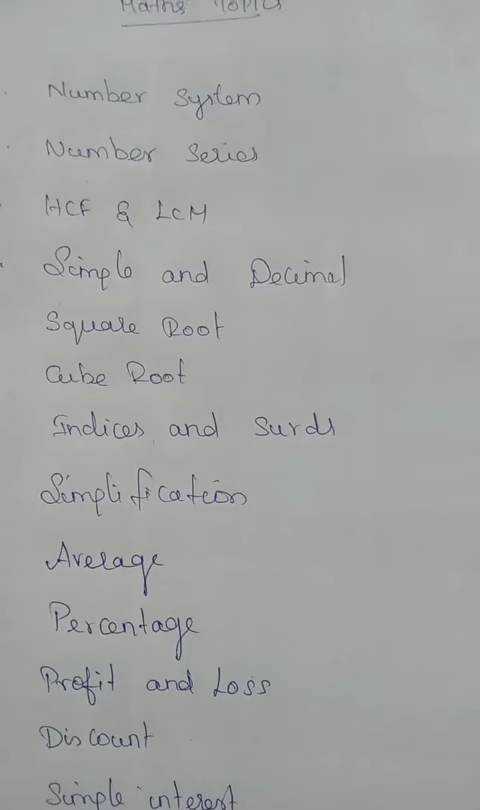 Maths Topics
Number System
Number Series
HCF & LCM
Simple and Decimal
Square Root
Cube Root
Indices and Surds
Simplification
Average
Percentage
Profit and Loss
Discount
Simple interest